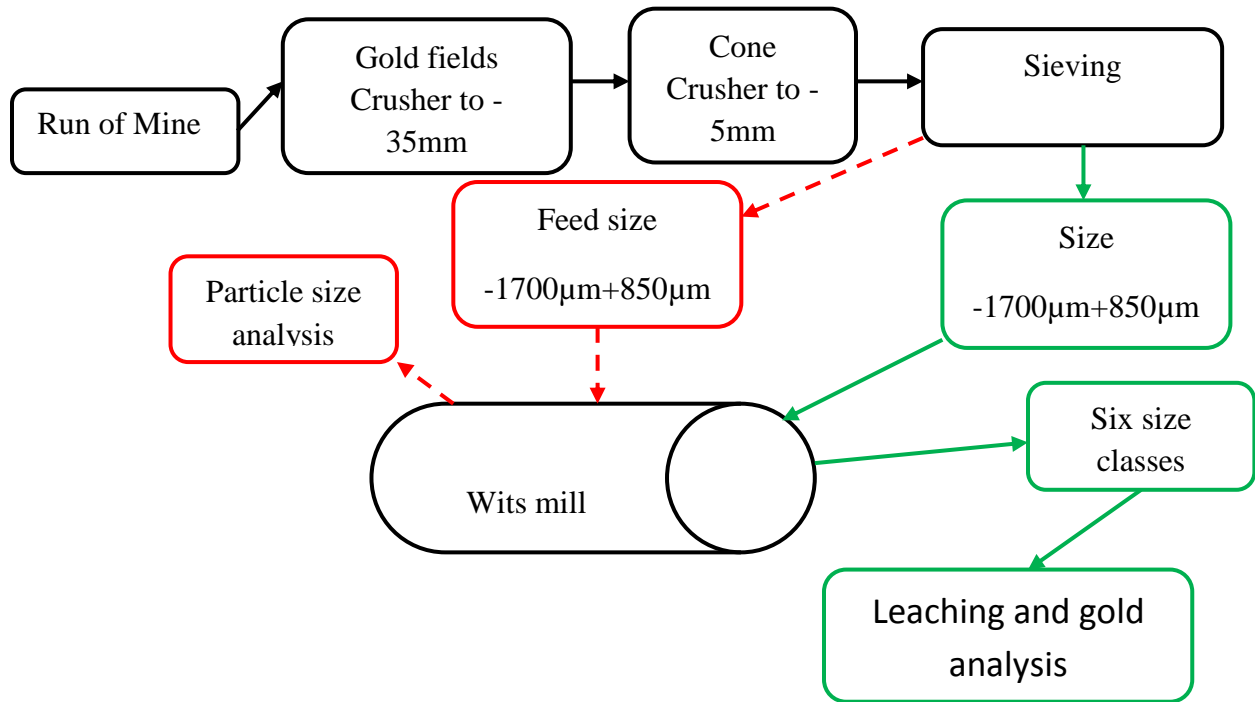 Run of Mine
Gold fields
Crusher to -
35mm
Cone
Crusher to -
5mm
Sieving
Feed size
-1700µm+850µm
Size
-1700µm+850µm
Particle size
analysis
Wits mill
Six size
classes
Leaching and gold
analysis